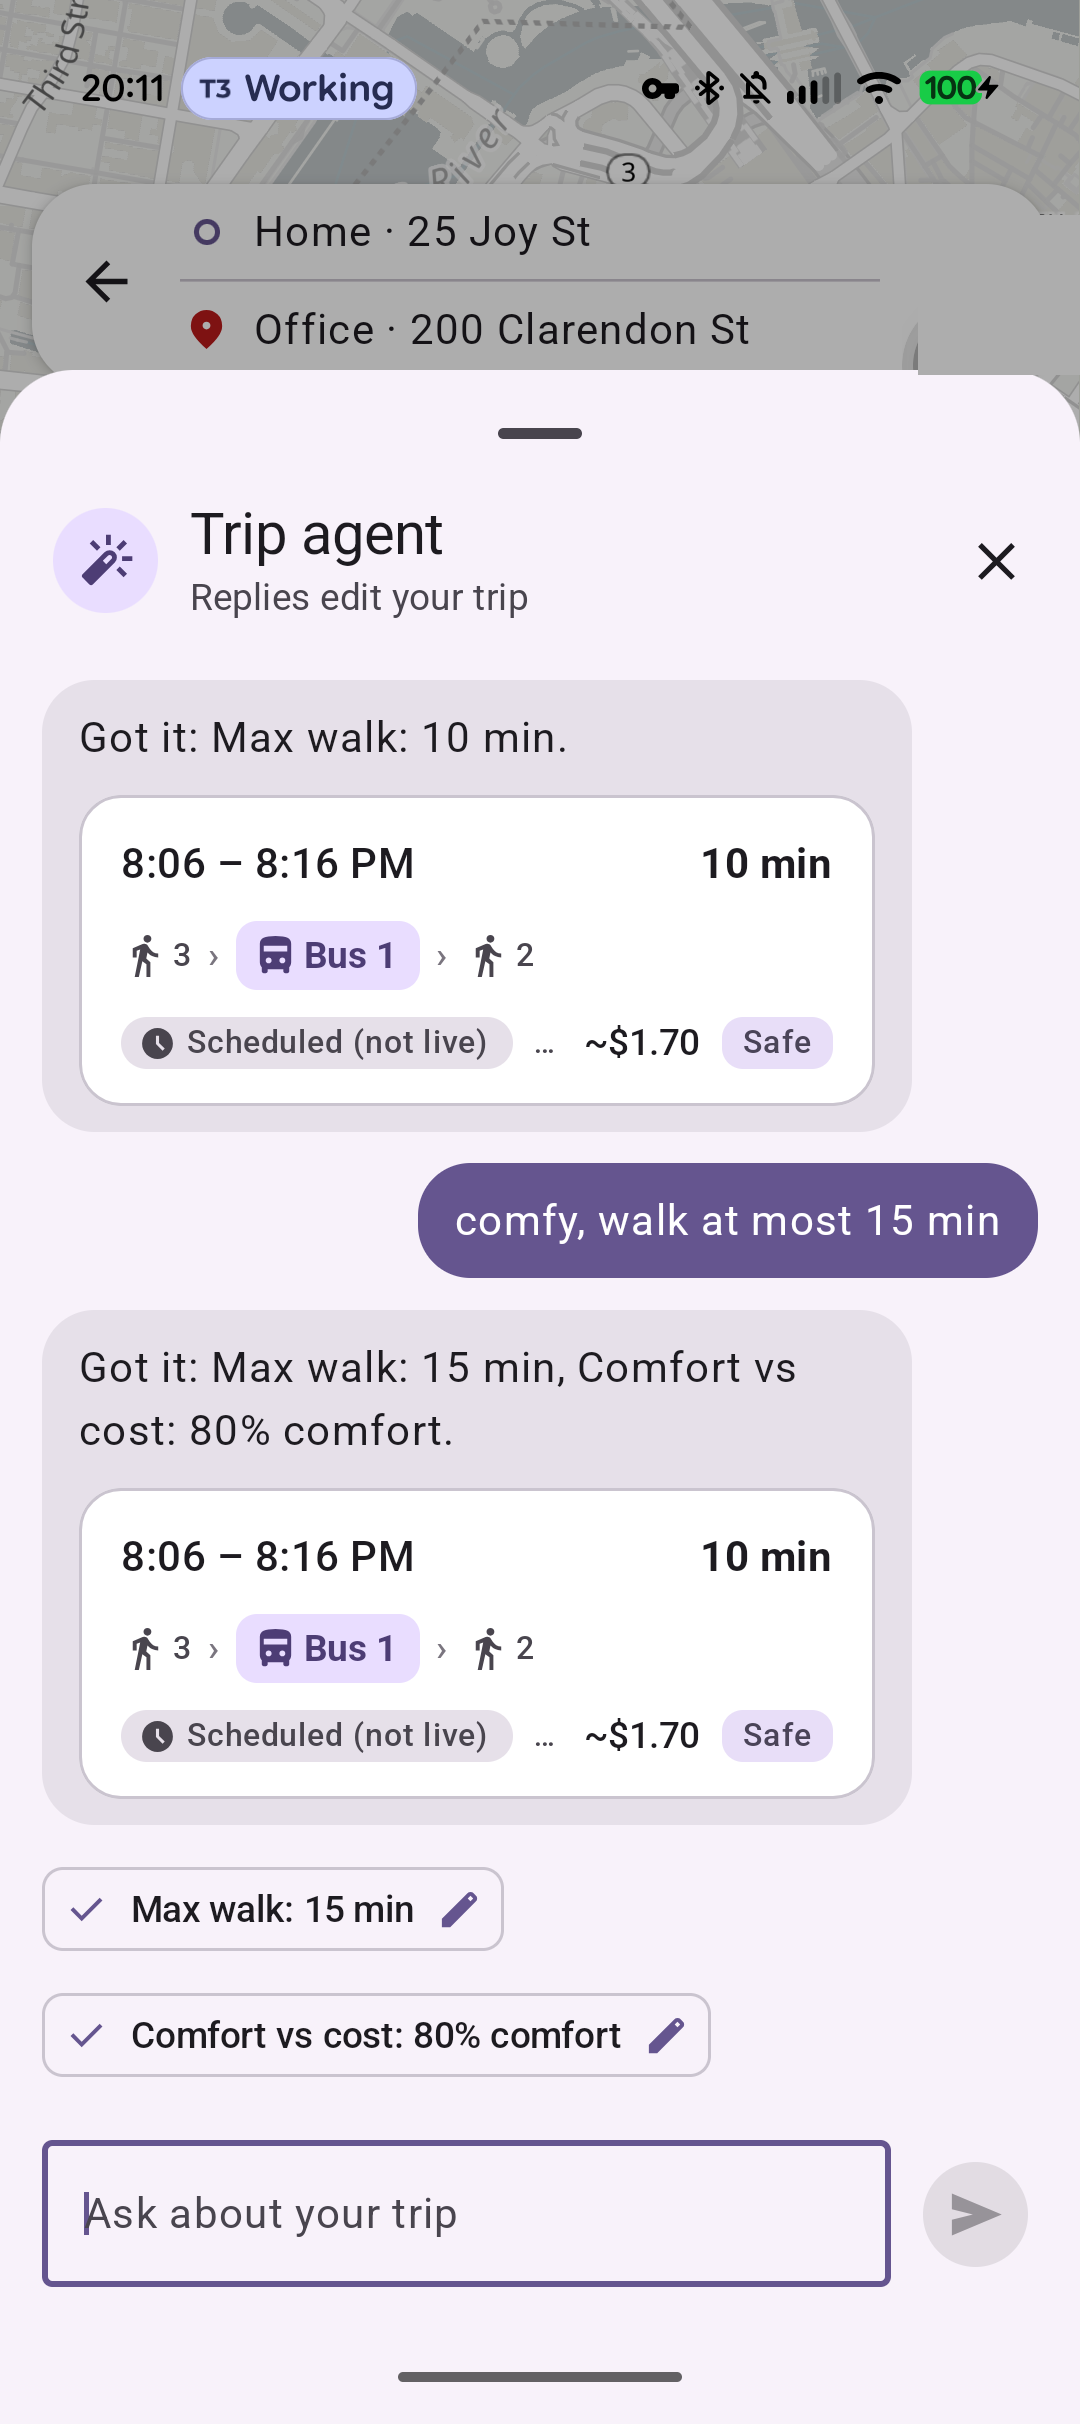 Third Str
20:11
T3 Working
100
River
3
Home · 25 Joy St
Office · 200 Clarendon St
Trip agent
Replies edit your trip
Got it: Max walk: 10 min.
8:06 – 8:16 PM 10 min
3 › Bus 1 › 2
Scheduled (not live) ... ~$1.70 Safe
comfy, walk at most 15 min
Got it: Max walk: 15 min, Comfort vs
cost: 80% comfort.
8:06 – 8:16 PM 10 min
3 › Bus 1 › 2
Scheduled (not live) ... ~$1.70 Safe
Max walk: 15 min
Comfort vs cost: 80% comfort
Ask about your trip